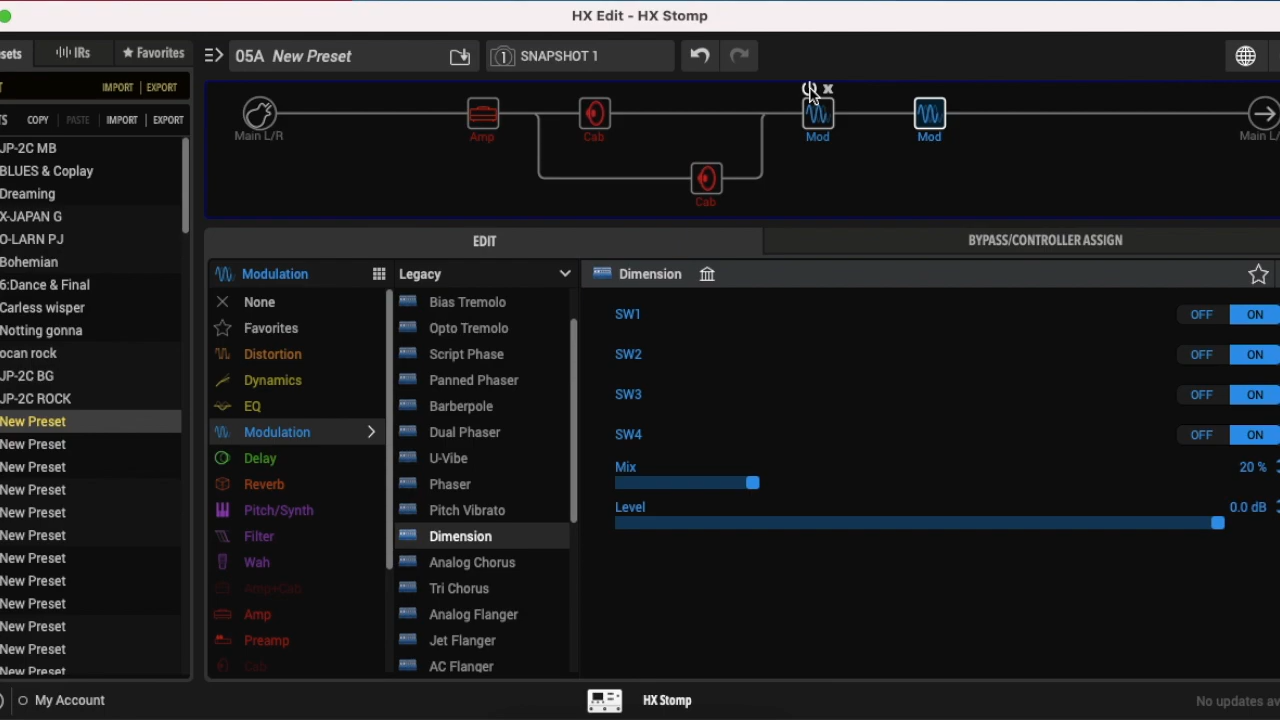 HX Edit - HX Stomp
IRs
Favorites
05A New Preset
1
SNAPSHOT 1
IMPORT | EXPORT
COPY
PASTE
IMPORT
EXPORT
JP-2C MB
BLUES & Coplay
Dreaming
X-JAPAN G
O-LARN PJ
Bohemian
6:Dance & Final
Carless wisper
Notting gonna
ocan rock
JP-2C BG
JP-2C ROCK
New Preset
New Preset
New Preset
New Preset
New Preset
New Preset
New Preset
New Preset
New Preset
New Preset
New Preset
New Preset
Main L/R
Amp
Cab
Mod
Mod
Main L/
Cab
EDIT
BYPASS/CONTROLLER ASSIGN
Modulation
None
Favorites
Distortion
Dynamics
EQ
Modulation
Delay
Reverb
Pitch/Synth
Filter
Wah
Amp+Cab
Amp
Preamp
Cab
Legacy
Bias Tremolo
Opto Tremolo
Script Phase
Panned Phaser
Barberpole
Dual Phaser
U-Vibe
Phaser
Pitch Vibrato
Dimension
Analog Chorus
Tri Chorus
Analog Flanger
Jet Flanger
AC Flanger
Dimension
SW1
OFF
ON
SW2
OFF
ON
SW3
OFF
ON
SW4
OFF
ON
Mix
20 %
Level
0.0 dB
My Account
HX Stomp
No updates av